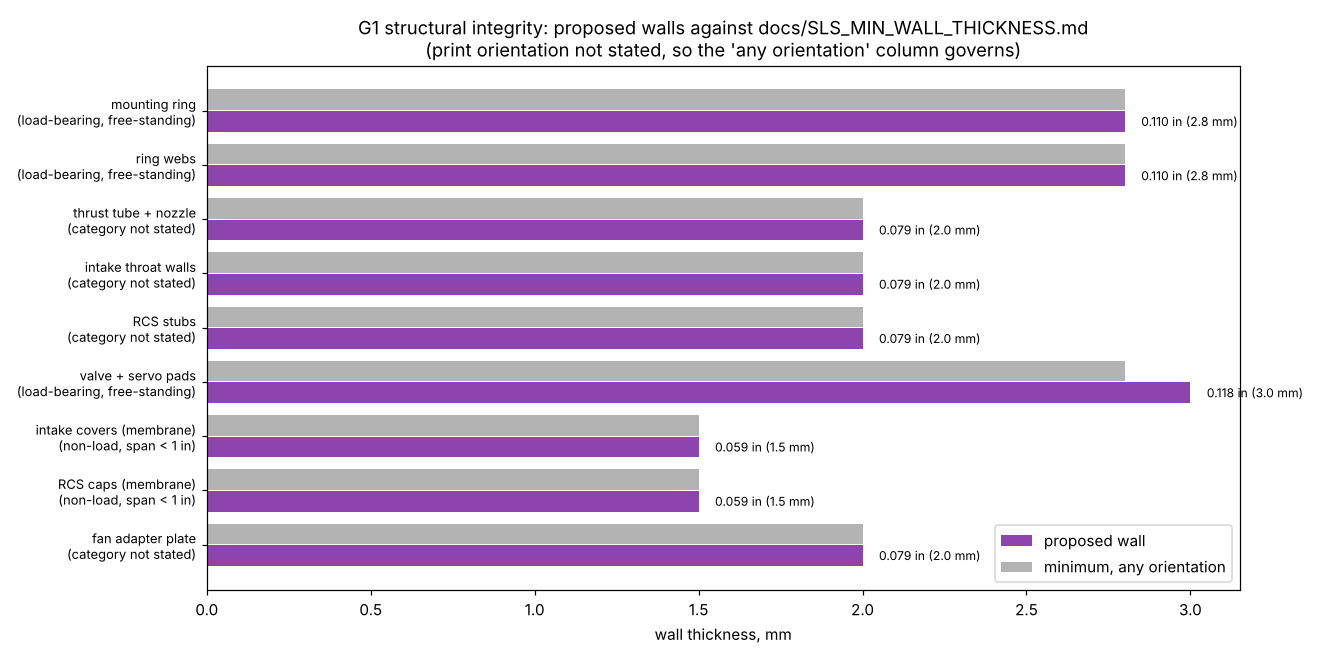 G1 structural integrity: proposed walls against docs/SLS_MIN_WALL_THICKNESS.md
(print orientation not stated, so the 'any orientation' column governs)
mounting ring
(load-bearing, free-standing)
0.110 in (2.8 mm)
ring webs
(load-bearing, free-standing)
0.110 in (2.8 mm)
thrust tube + nozzle
(category not stated)
0.079 in (2.0 mm)
intake throat walls
(category not stated)
0.079 in (2.0 mm)
RCS stubs
(category not stated)
0.079 in (2.0 mm)
valve + servo pads
(load-bearing, free-standing)
0.118 in (3.0 mm)
intake covers (membrane)
(non-load, span < 1 in)
0.059 in (1.5 mm)
RCS caps (membrane)
(non-load, span < 1 in)
0.059 in (1.5 mm)
fan adapter plate
(category not stated)
0.079 in (2.0 mm)
proposed wall
minimum, any orientation
0.0 0.5 1.0 1.5 2.0 2.5 3.0
wall thickness, mm